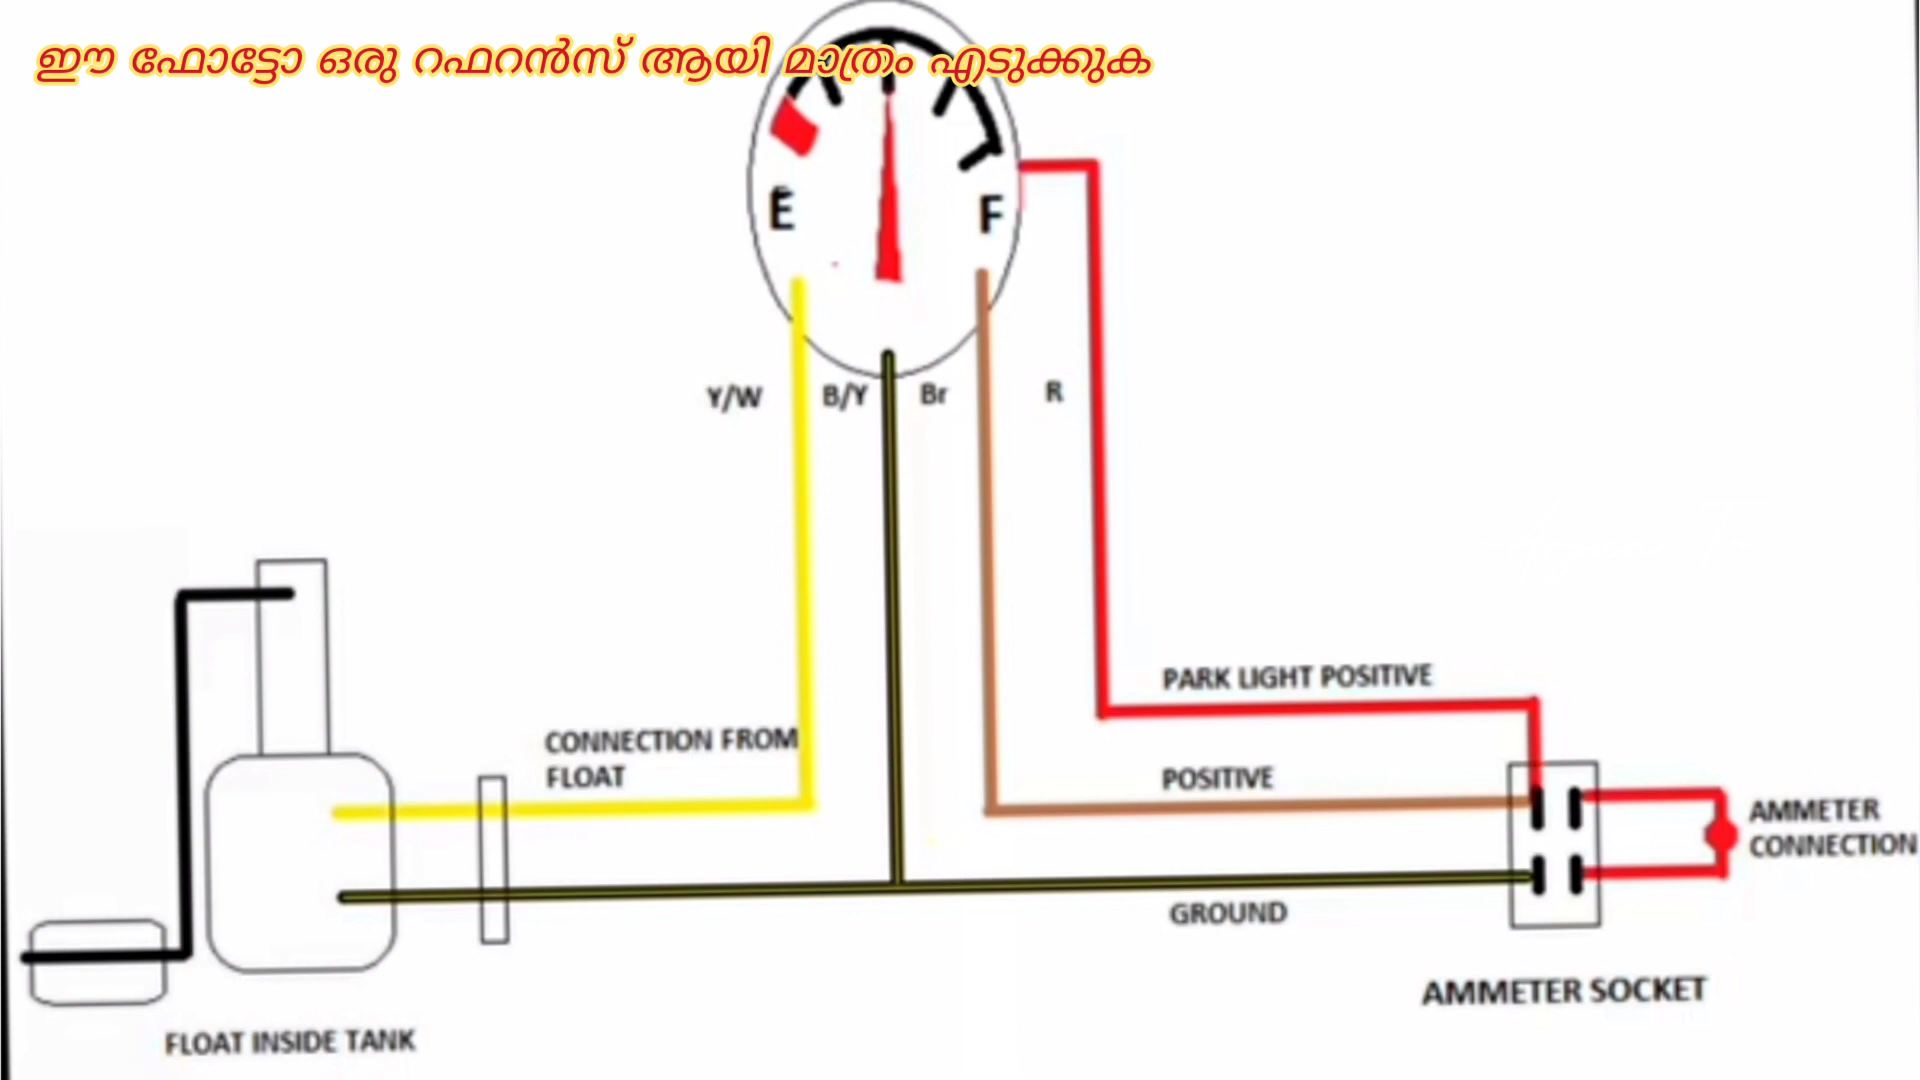 ഈ ഫോട്ടോ ഒരു റഫറൻസ് ആയി മാത്രം എടുക്കുക
E
F
Y/W
B/Y
Br
R
PARK LIGHT POSITIVE
CONNECTION FROM
FLOAT
POSITIVE
AMMETER
CONNECTION
GROUND
AMMETER SOCKET
FLOAT INSIDE TANK